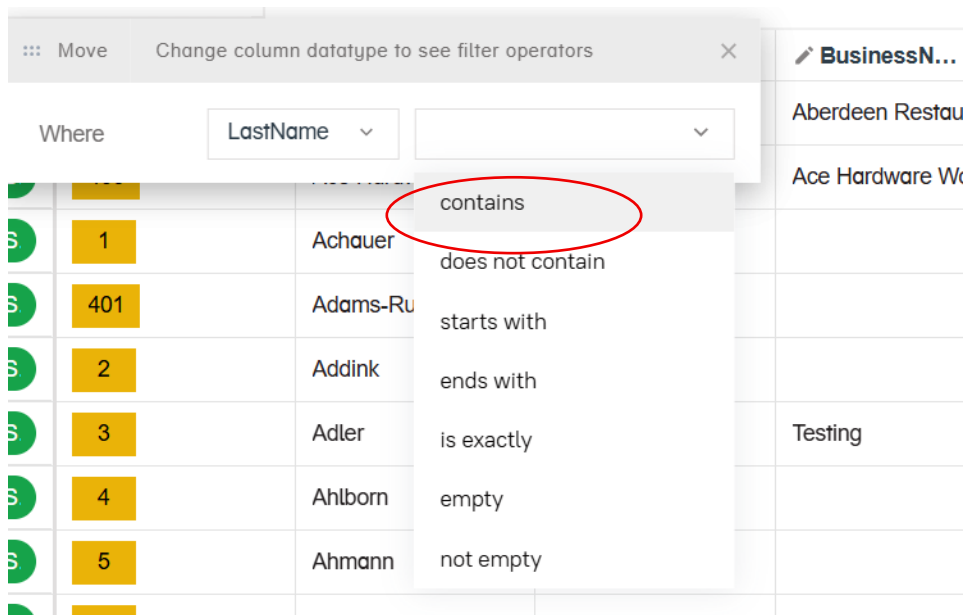 Move Change column datatype to see filter operators
BusinessN...
Where LastName
Aberdeen Restau
Ace Hardware Wo
contains
S. 1 Achauer
does not contain
S. 401 Adams-Ru
starts with
S. 2 Addink
ends with
S. 3 Adler Testing
is exactly
S. 4 Ahlborn
empty
S. 5 Ahmann
not empty